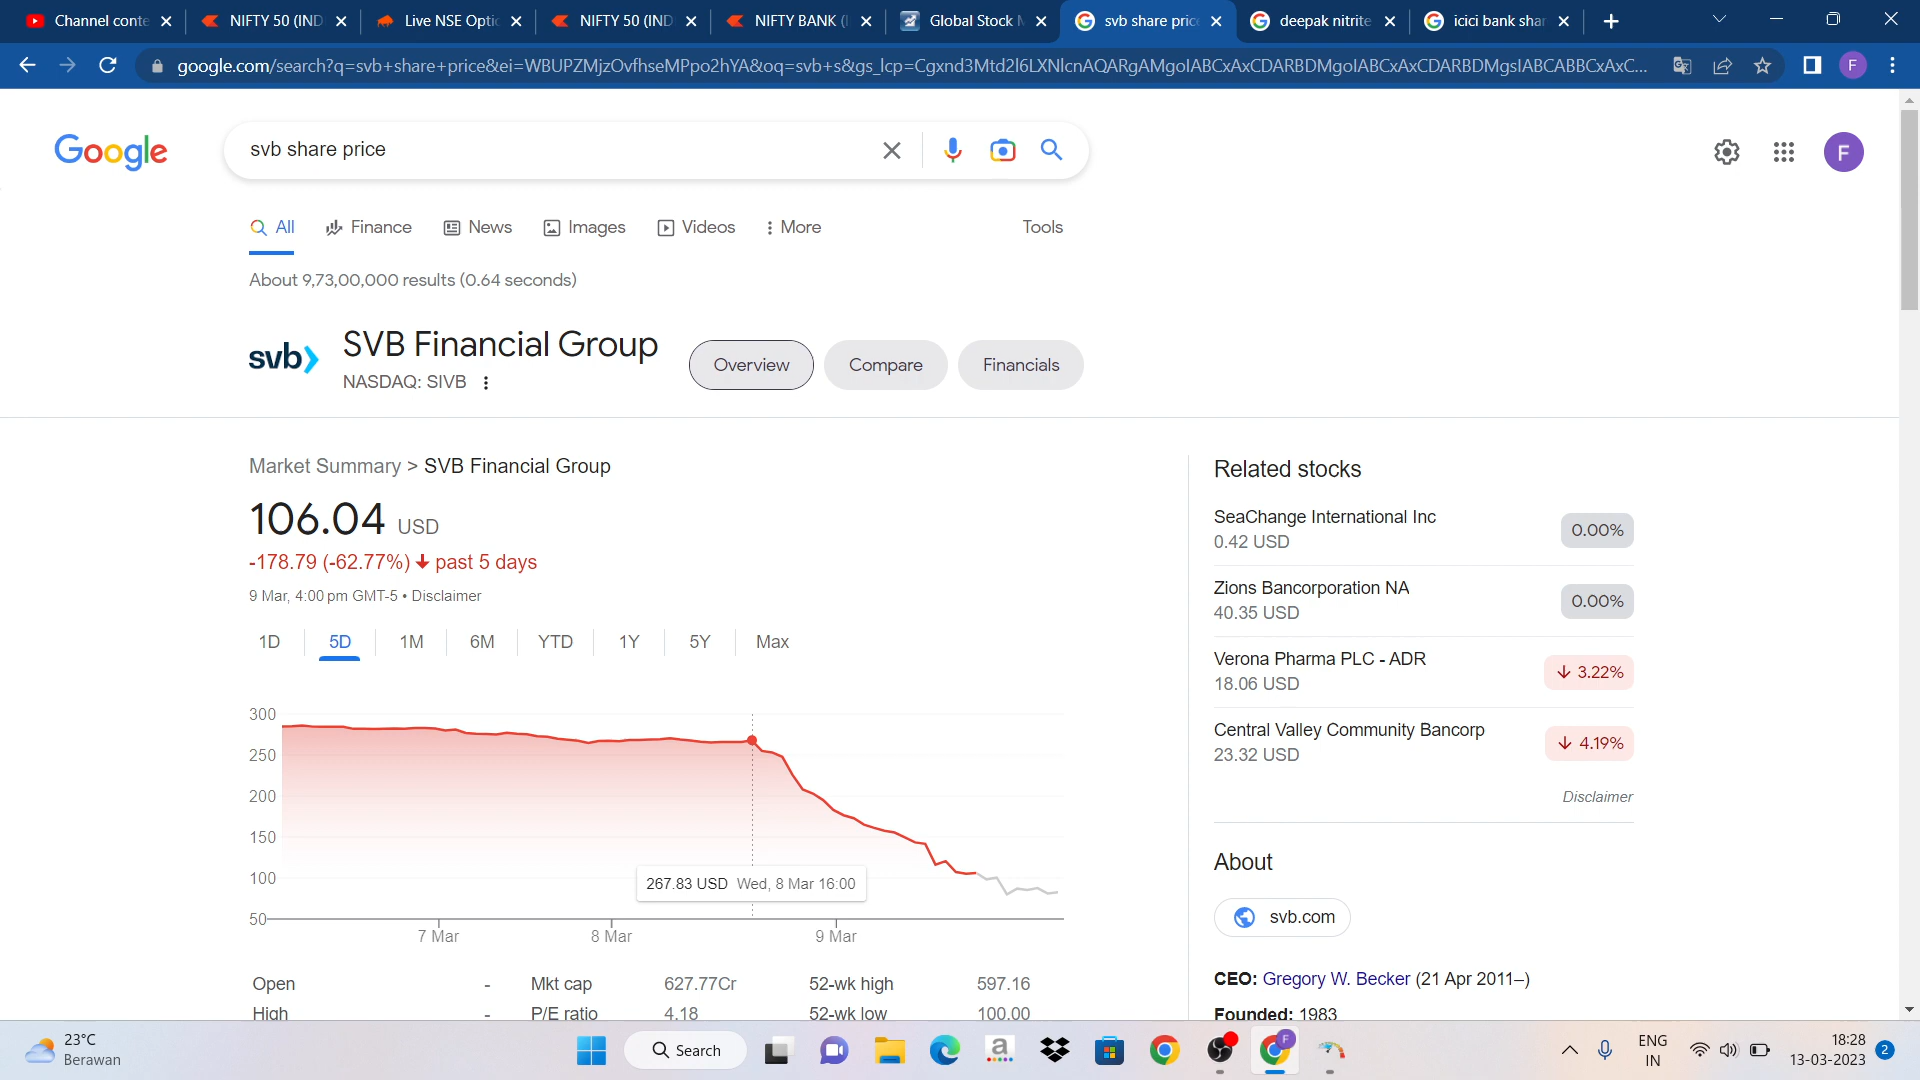 Channel conte
NIFTY 50 (IND
Live NSE Optio
NIFTY 50 (IND
NIFTY BANK (I
Global Stock M
svb share price
deepak nitrite
icici bank shar
google.com/search?q=svb+share+price&ei=WBUPZMjzOvfhseMPpo2hYA&oq=svb+s&gs_lcp=Cgxnd3Mtd2l6LXNlcnAQARgAMgoIABCxAxCDARBDMgoIABCxAxCDARBDMgsIABCABBCxAxC...
F
Google
svb share price
F
All
Finance
News
Images
Videos
More
Tools
About 9,73,00,000 results (0.64 seconds)
svb
SVB Financial Group
NASDAQ: SIVB
Overview
Compare
Financials
Market Summary > SVB Financial Group
106.04 USD
-178.79 (-62.77%) past 5 days
9 Mar, 4:00 pm GMT-5 • Disclaimer
1D
5D
1M
6M
YTD
1Y
5Y
Max
300
250
200
150
100
50
267.83 USD Wed, 8 Mar 16:00
7 Mar
8 Mar
9 Mar
Open - Mkt cap 627.77Cr 52-wk high 597.16
High - P/E ratio 4.18 52-wk low 100.00
Related stocks
SeaChange International Inc
0.42 USD
0.00%
Zions Bancorporation NA
40.35 USD
0.00%
Verona Pharma PLC - ADR
18.06 USD
3.22%
Central Valley Community Bancorp
23.32 USD
4.19%
Disclaimer
About
svb.com
CEO: Gregory W. Becker (21 Apr 2011–)
Founded: 1983
23°C
Berawan
Search
a
F
ENG
IN
18:28
13-03-2023
2